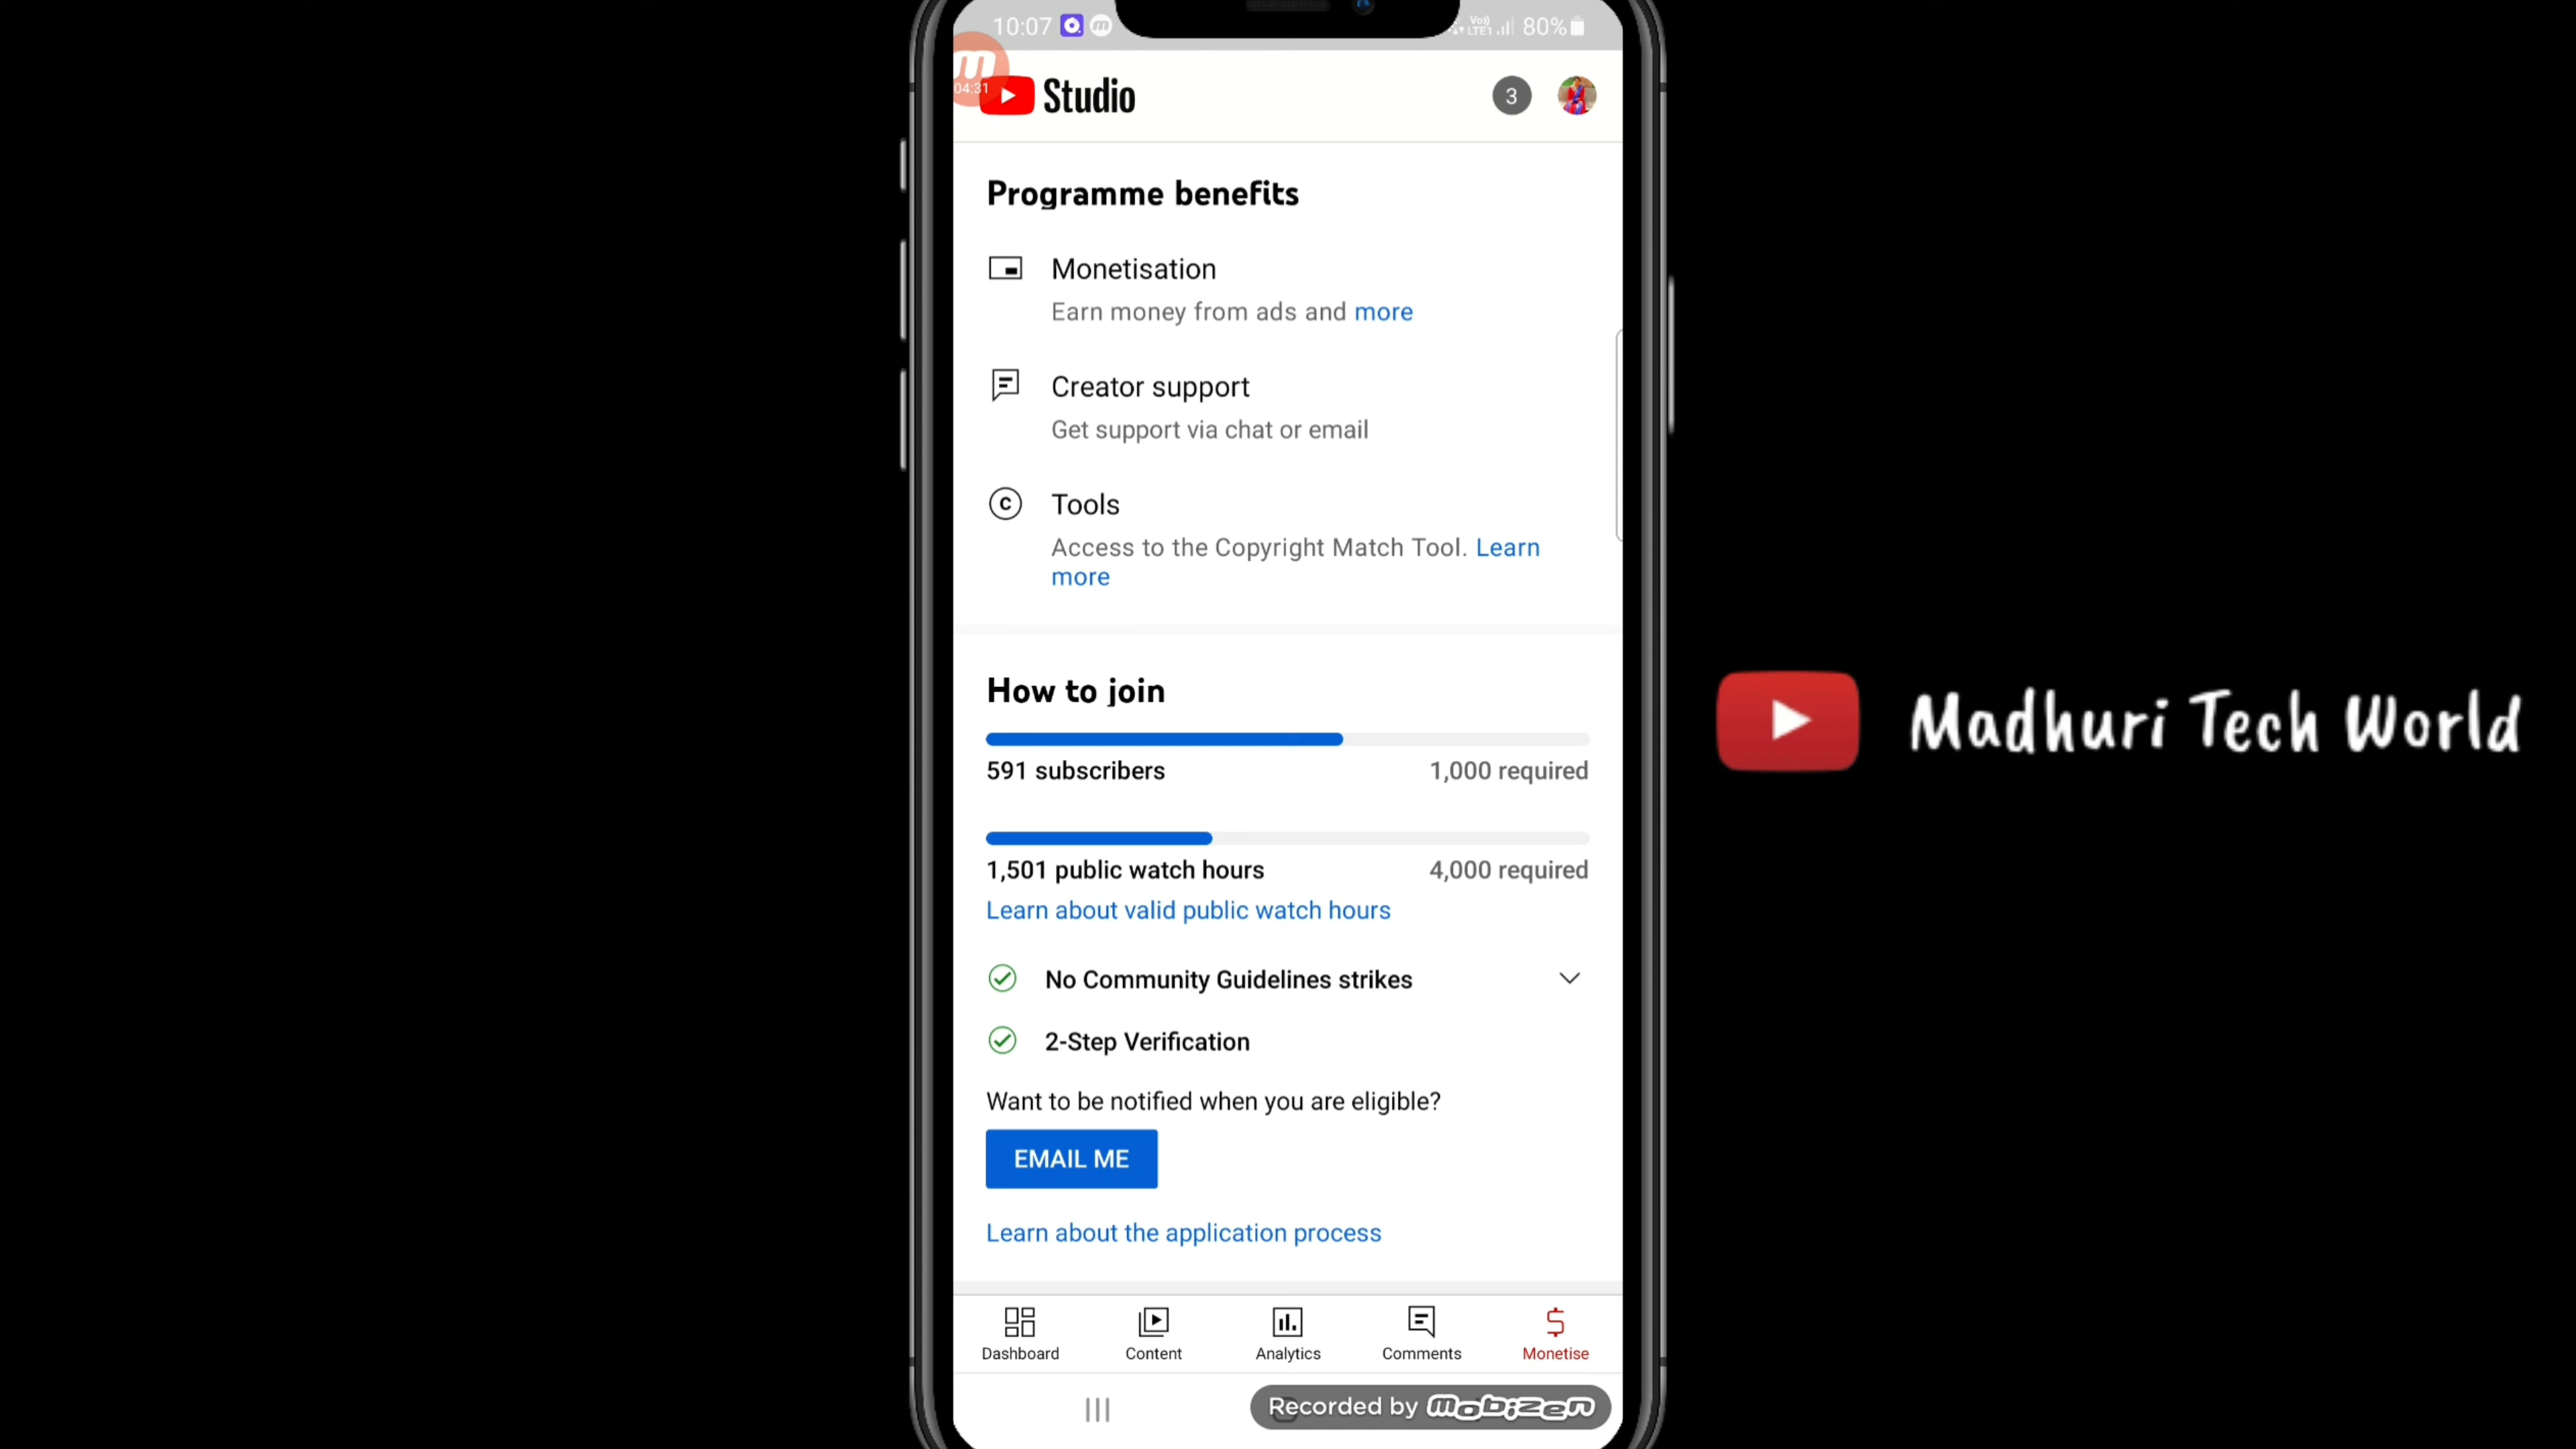 10:07
80%
04:31
Studio
3
Programme benefits
Monetisation
Earn money from ads and more
Creator support
Get support via chat or email
Tools
Access to the Copyright Match Tool. Learn
more
How to join
591 subscribers
1,000 required
1,501 public watch hours
4,000 required
Learn about valid public watch hours
No Community Guidelines strikes
2-Step Verification
Want to be notified when you are eligible?
EMAIL ME
Learn about the application process
Dashboard
Content
Analytics
Comments
Monetise
Recorded by mobizen
Madhuri Tech World